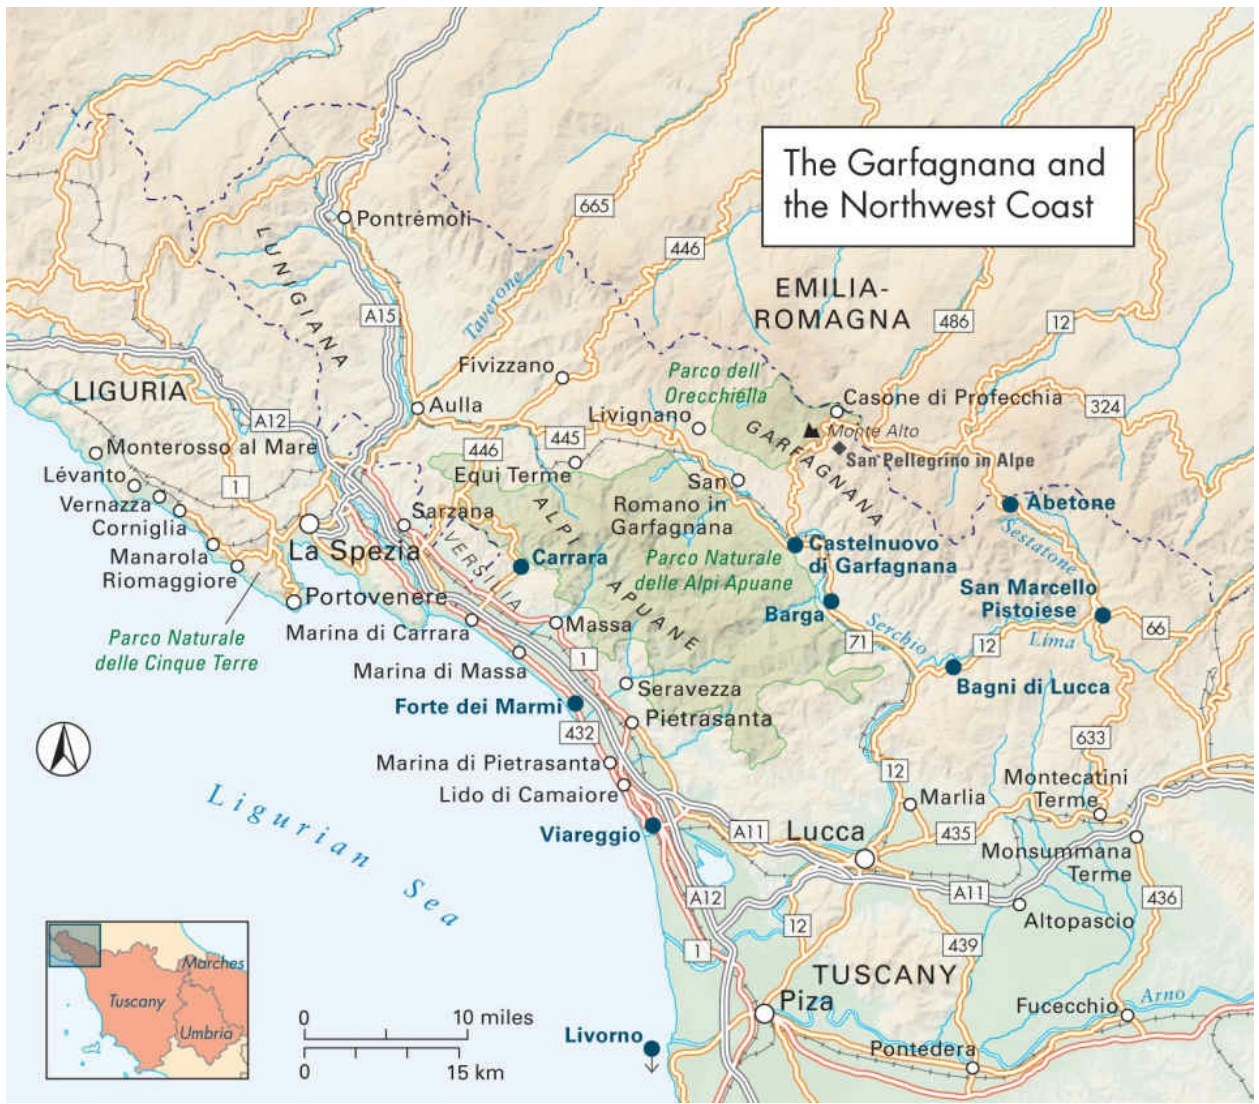 The Garfagnana and
the Northwest Coast
665
446
Pontrémoli
LUNIGIANA
Taverone
A15
EMILIA-
ROMAGNA
486
12
Fivizzano
Parco dell'
Orecchiella
LIGURIA
A12
Aulla
Livignano
Casone di Profecchia
324
Monte Alto
GARFAGNANA
San Pellegrino in Alpe
Monterosso al Mare
446
445
Equi Terme
Lévanto
1
San
Romano in
Garfagnana
Vernazza
Corniglia
Sarzana
ALPI
APUANE
Abetone
Sestatone
Manarola
La Spezia
VERSILIA
Carrara
Parco Naturale
delle Alpi Apuane
Castelnuovo
di Garfagnana
Riomaggiore
Portovenere
Barga
San Marcello
Pistoiese
Parco Naturale
delle Cinque Terre
Marina di Carrara
Massa
Serchio
71
12
Lima
66
Marina di Massa
1
Seravezza
Bagni di Lucca
Forte dei Marmi
432
Pietrasanta
633
Marina di Pietrasanta
12
Montecatini
Terme
Lido di Camaiore
Marlia
Ligurian Sea
Viareggio
A11
Lucca
435
Monsummana
Terme
A12
A11
436
Altopascio
12
439
1
TUSCANY
Marches
Tuscany
Umbria
Piza
Fucecchio
Arno
0
10 miles
Livorno
Pontedera
0
15 km